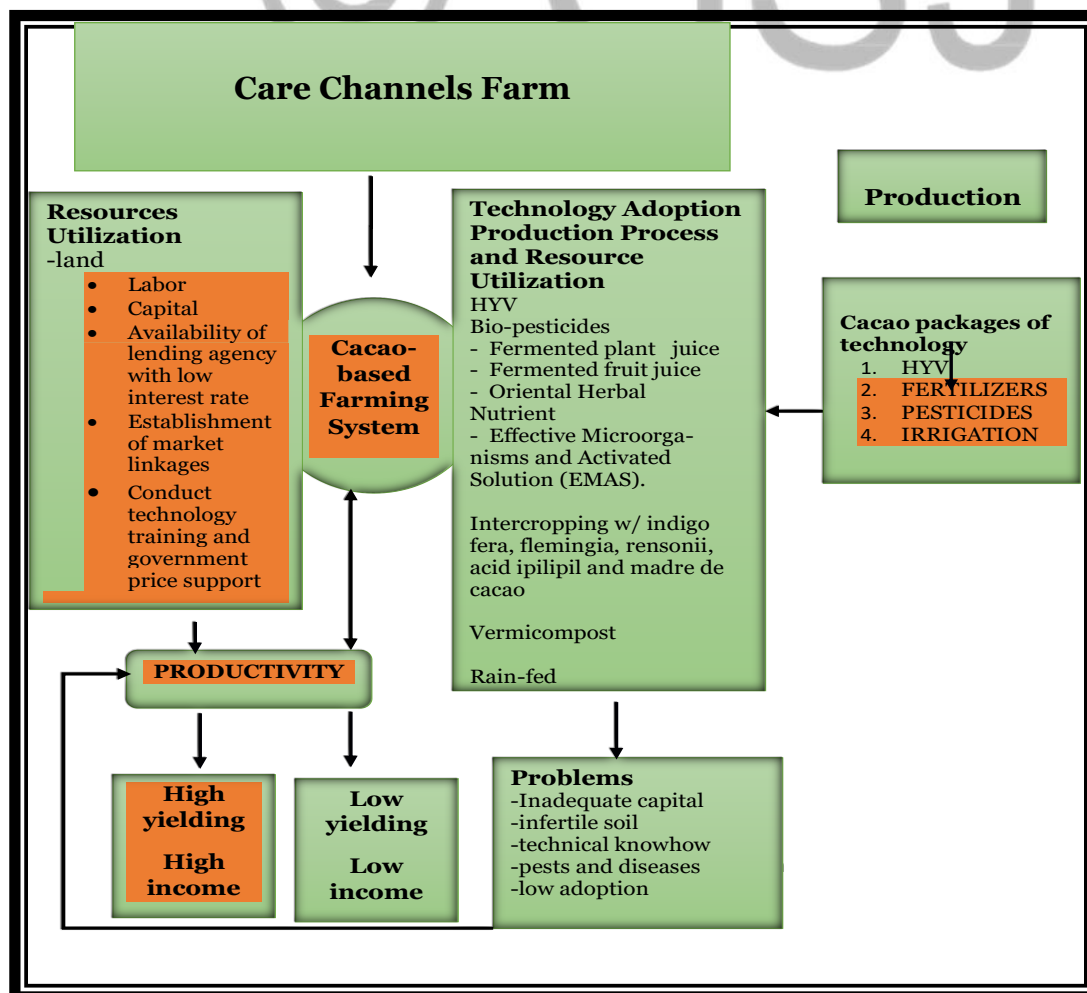 Care Channels Farm
Resources
Utilization
-land
• Labor
• Capital
• Availability of
lending agency
with low
interest rate
• Establishment
of market
linkages
• Conduct
technology
training and
government
price support
Cacao-
based
Farming
System
Technology Adoption
Production Process
and Resource
Utilization
HYV
Bio-pesticides
- Fermented plant juice
- Fermented fruit juice
- Oriental Herbal
Nutrient
- Effective Microorga-
nisms and Activated
Solution (EMAS).
Intercropping w/ indigo
fera, flemingia, rensonii,
acid ipilipil and madre de
cacao
Vermicompost
Rain-fed
Production
Cacao packages of
technology
1. HYV
2. FERYILIZERS
3. PESTICIDES
4. IRRIGATION
PRODUCTIVITY
High
yielding
High
income
Low
yielding
Low
income
Problems
-Inadequate capital
-infertile soil
-technical knowhow
-pests and diseases
-low adoption